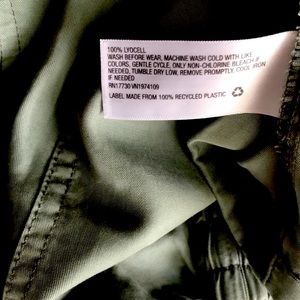 100% LYOCELL
WASH BEFORE WEAR, MACHINE WASH COLD WITH LIKE
COLORS, GENTLE CYCLE, ONLY NON-CHLORINE BLEACH IF
NEEDED, TUMBLE DRY LOW, REMOVE PROMPTLY, COOL IRON
IF NEEDED
RN17730 VN1974109
LABEL MADE FROM 100% RECYCLED PLASTIC